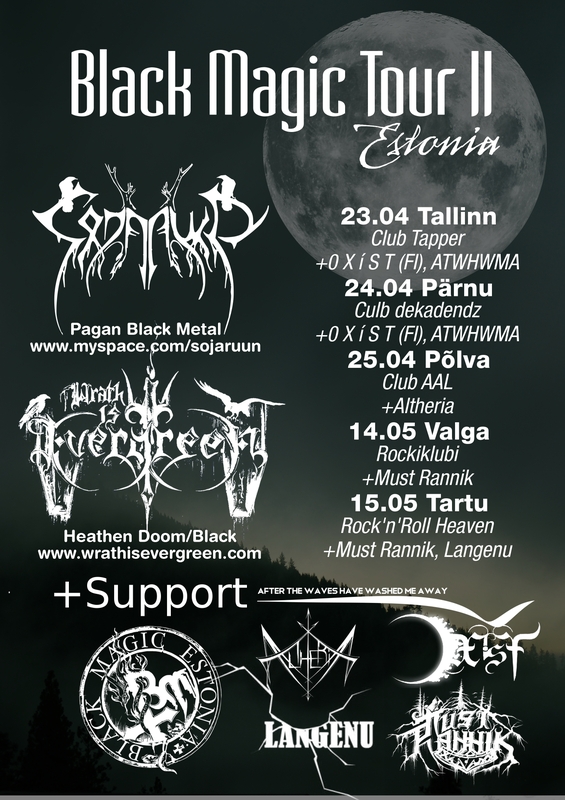 Black Magic Tour II
Estonia
23.04 Tallinn
Club Tapper
+0 X í S T (FI), ATWHWMA
24.04 Pärnu
Culb dekadendz
+0 X í S T (FI), ATWHWMA
25.04 Põlva
Club AAL
+Altheria
14.05 Valga
Rockiklubi
+Must Rannik
15.05 Tartu
Rock'n'Roll Heaven
+Must Rannik, Langenu
Pagan Black Metal
www.myspace.com/sojaruun
Wrath
is
Evergreen
Heathen Doom/Black
www.wrathisevergreen.com
+Support
AFTER THE WAVES HAVE WASHED ME AWAY
BLACK MAGIC ESTONIA
LANGENU
Must
Rannik